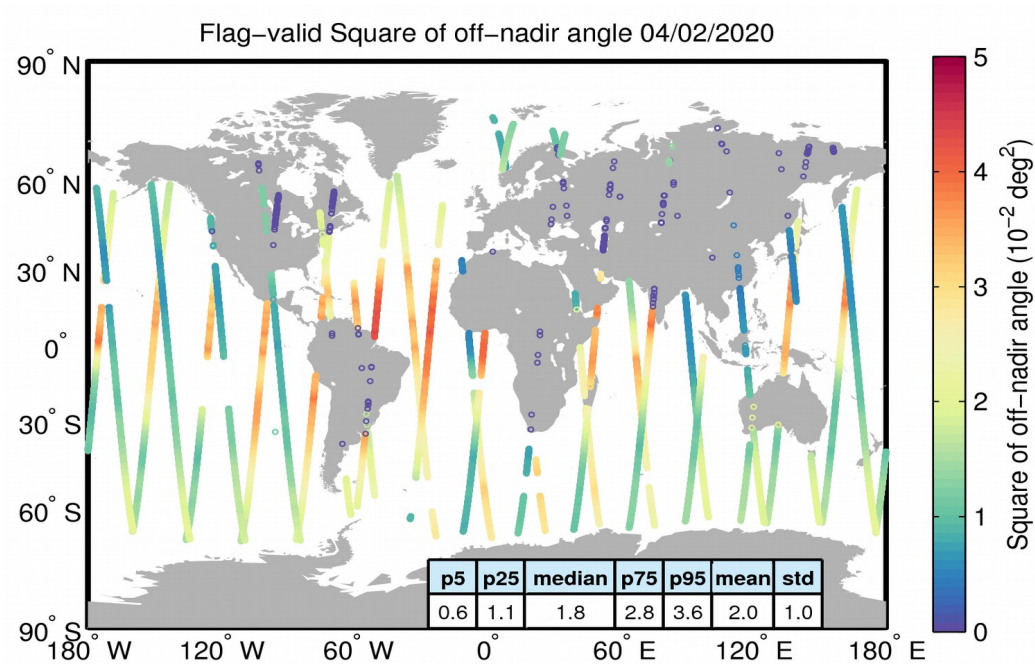 Flag−valid Square of off−nadir angle 04/02/2020
90° N
60° N
30° N
0°
30° S
60° S
90° S
180° W
120° W
60° W
0°
60° E
120° E
180° E
p5 p25 median p75 p95 mean std
0.6 1.1 1.8 2.8 3.6 2.0 1.0
5
4
3
2
1
0
Square of off−nadir angle (10⁻² deg²)